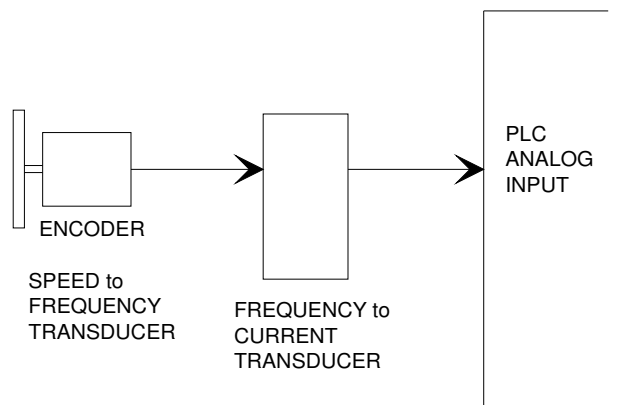 ENCODER
SPEED to
FREQUENCY
TRANSDUCER
FREQUENCY to
CURRENT
TRANSDUCER
PLC
ANALOG
INPUT